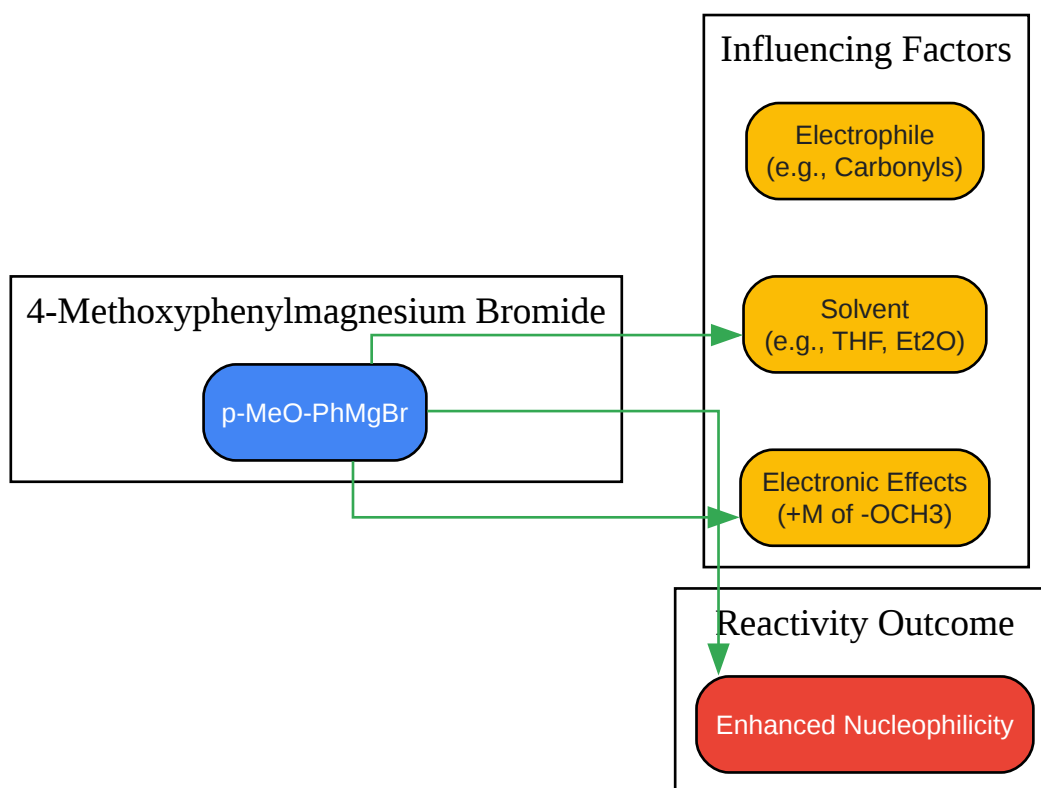 Influencing Factors
Electrophile
(e.g., Carbonyls)
4-Methoxyphenylmagnesium Bromide
Solvent
(e.g., THF, Et2O)
p-MeO-PhMgBr
Electronic Effects
(+M of -OCH3)
Reactivity Outcome
Enhanced Nucleophilicity